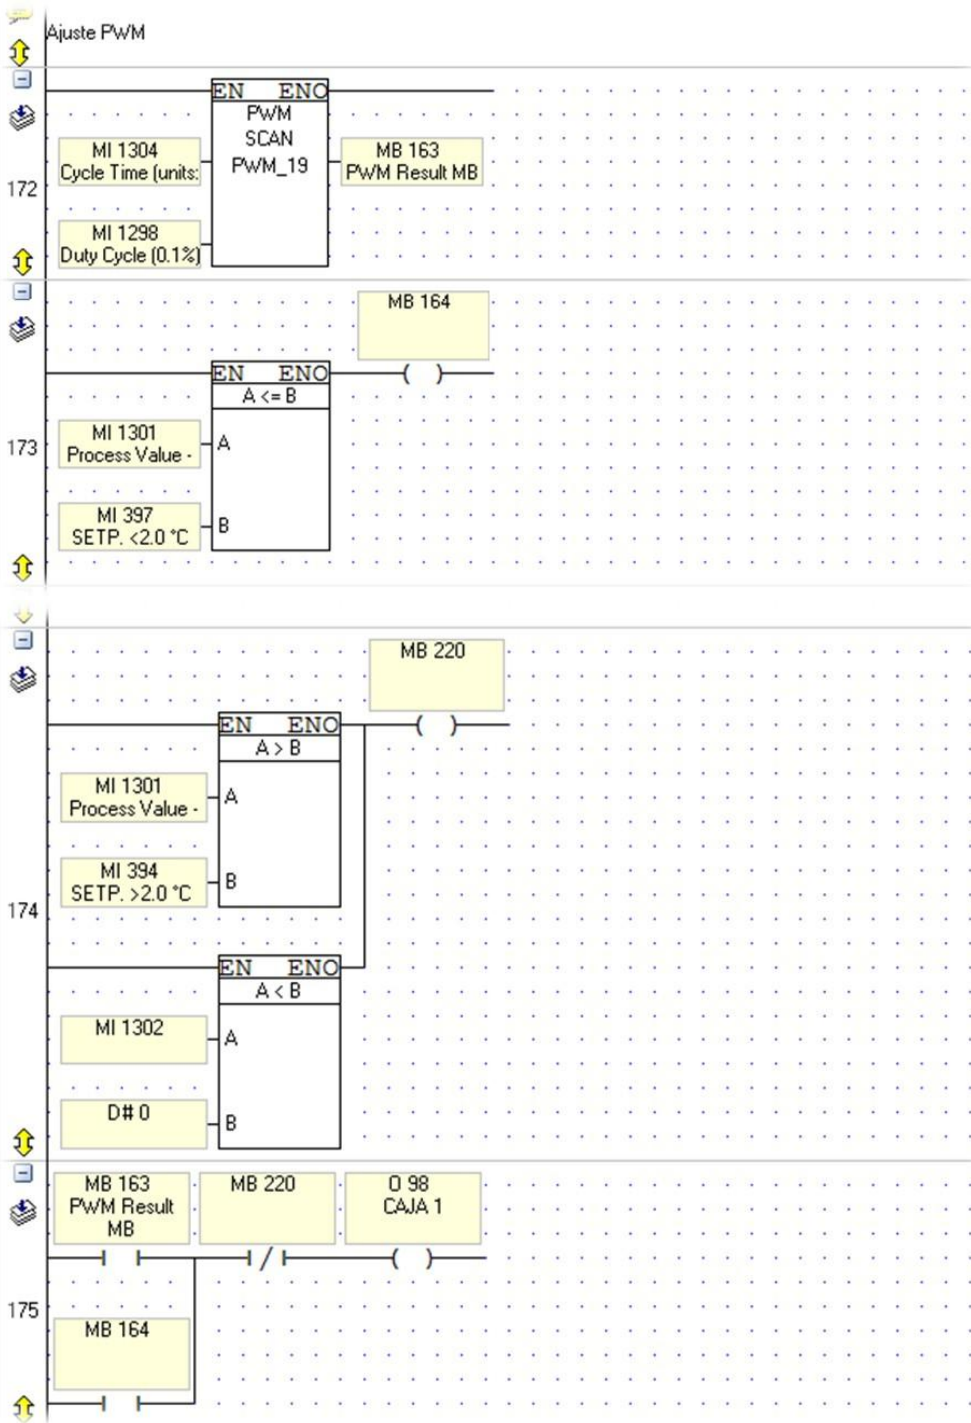 Ajuste PWM
EN ENO
PWM
SCAN
PWM_19
MI 1304
Cycle Time (units:
MB 163
PWM Result MB
172
MI 1298
Duty Cycle (0.1%)
MB 164
EN ENO
A <= B
MI 1301
Process Value -
A
173
MI 397
SETP. <2.0 °C
B
MB 220
EN ENO
A > B
MI 1301
Process Value -
A
MI 394
SETP. >2.0 °C
B
174
EN ENO
A < B
MI 1302
A
D# 0
B
MB 163
PWM Result
MB
MB 220
O 98
CAJA 1
175
MB 164